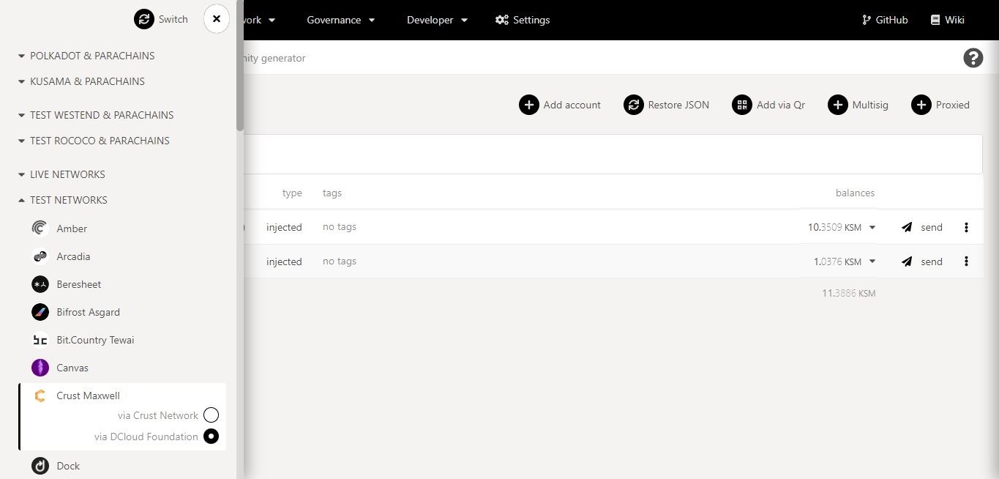 Switch
POLKADOT & PARACHAINS
KUSAMA & PARACHAINS
TEST WESTEND & PARACHAINS
TEST ROCOCO & PARACHAINS
LIVE NETWORKS
TEST NETWORKS
Amber
Arcadia
Beresheet
Bifrost Asgard
Bit.Country Tewai
Canvas
Crust Maxwell
via Crust Network
via DCloud Foundation
Dock
Governance Developer Settings GitHub Wiki
generator
Add account Restore JSON Add via Qr Multisig Proxied
type tags balances
injected no tags 10.3509 KSM send
injected no tags 1.0376 KSM send
11.3886 KSM